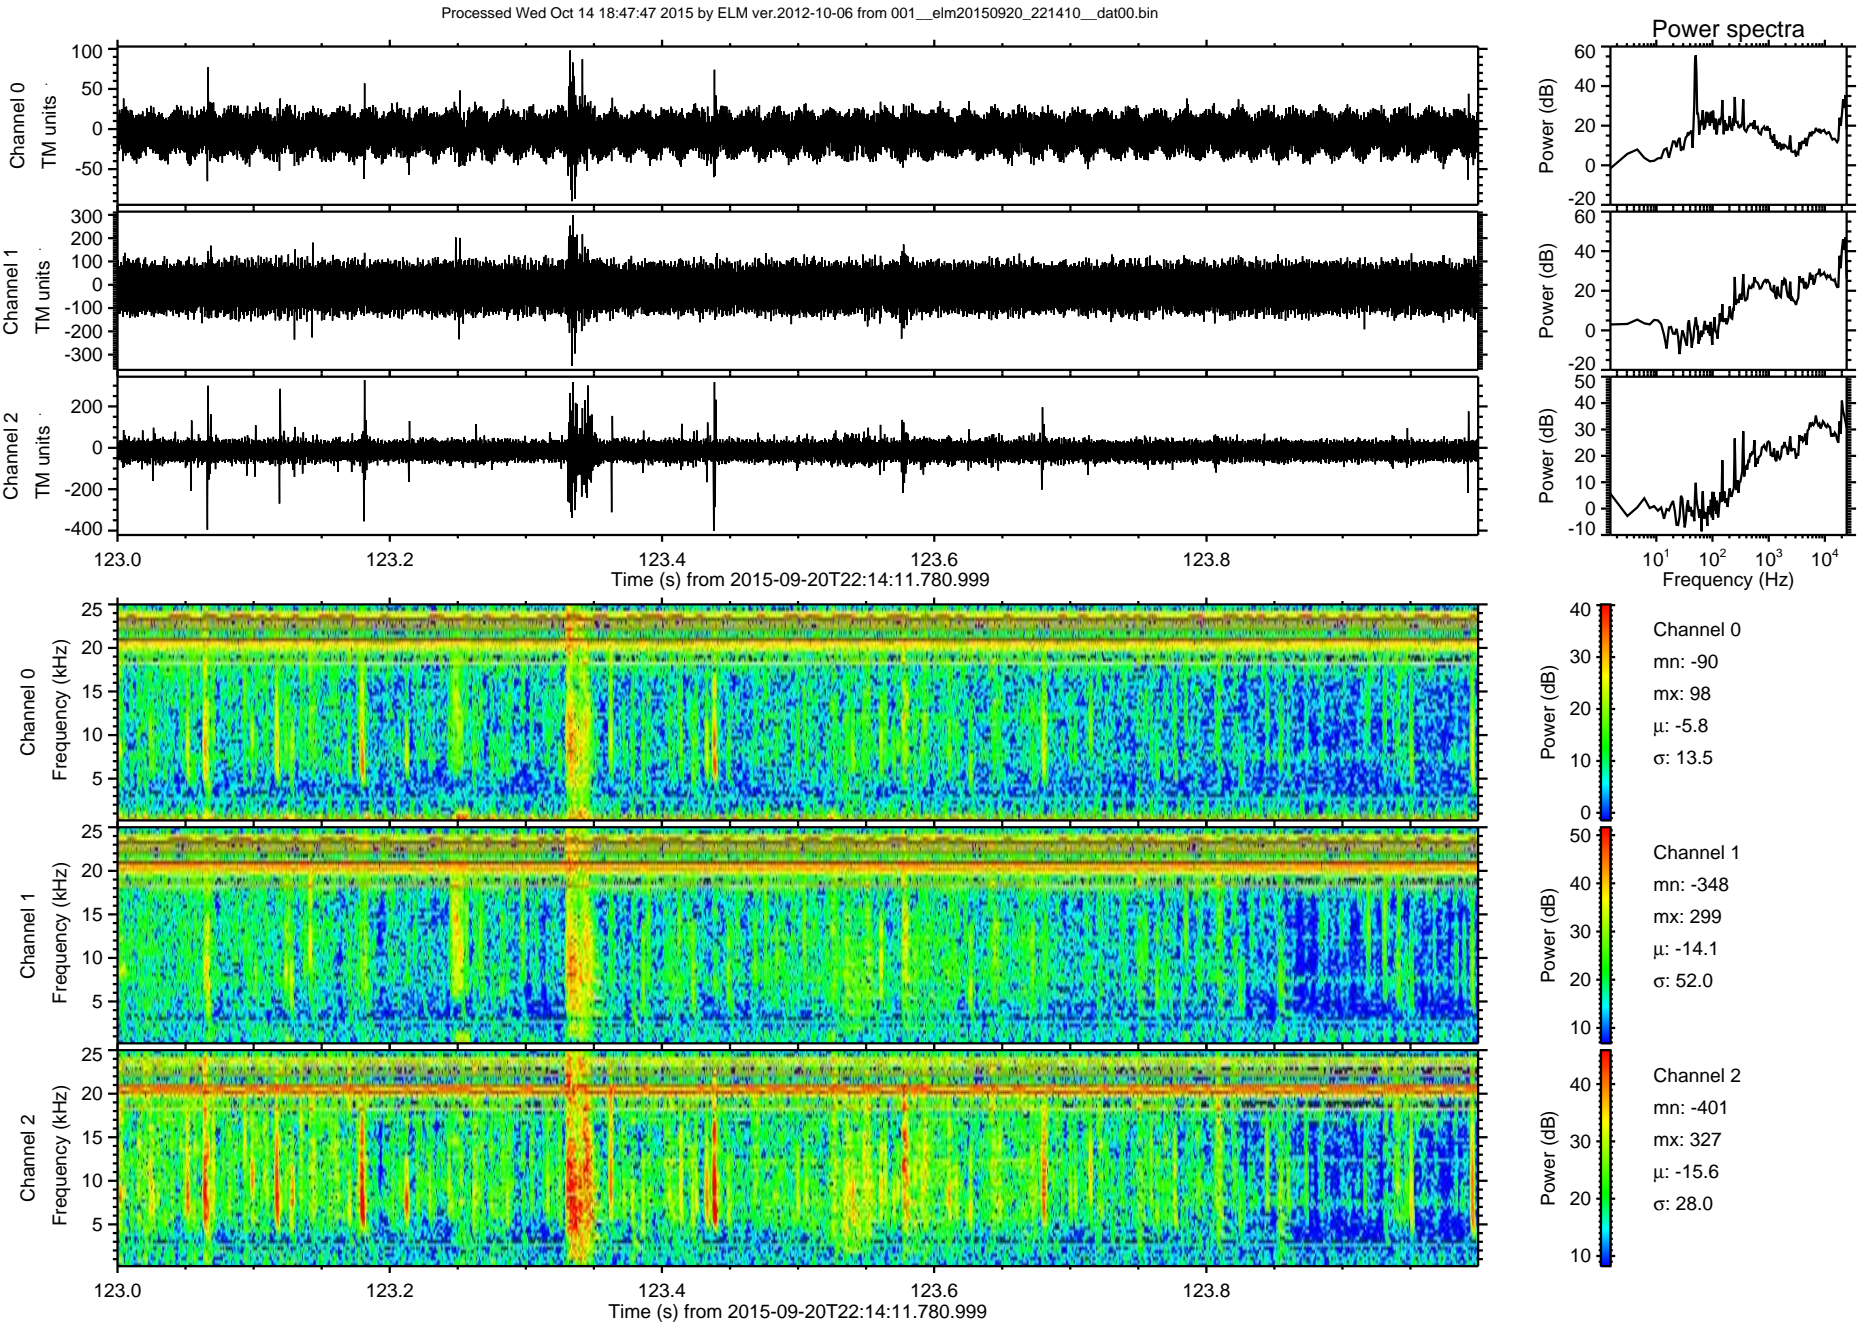 Processed Wed Oct 14 18:47:47 2015 by ELM ver.2012-10-06 from 001__elm20150920_221410__dat00.bin
Power spectra
Channel 0
TM units
100
50
0
-50
Power (dB)
60
40
20
0
-20
Channel 1
TM units
300
200
100
0
-100
-200
-300
Power (dB)
60
40
20
0
-20
Channel 2
TM units
200
0
-200
-400
Power (dB)
50
40
30
20
10
0
-10
123.0 123.2 123.4 123.6 123.8
Time (s) from 2015-09-20T22:14:11.780.999
10¹ 10² 10³ 10⁴
Frequency (Hz)
Channel 0
Frequency (kHz)
25
20
15
10
5
Power (dB)
40
30
20
10
0
Channel 0
mn: -90
mx: 98
μ: -5.8
σ: 13.5
Channel 1
Frequency (kHz)
25
20
15
10
5
Power (dB)
50
40
30
20
10
Channel 1
mn: -348
mx: 299
μ: -14.1
σ: 52.0
Channel 2
Frequency (kHz)
25
20
15
10
5
Power (dB)
40
30
20
10
Channel 2
mn: -401
mx: 327
μ: -15.6
σ: 28.0
123.0 123.2 123.4 123.6 123.8
Time (s) from 2015-09-20T22:14:11.780.999